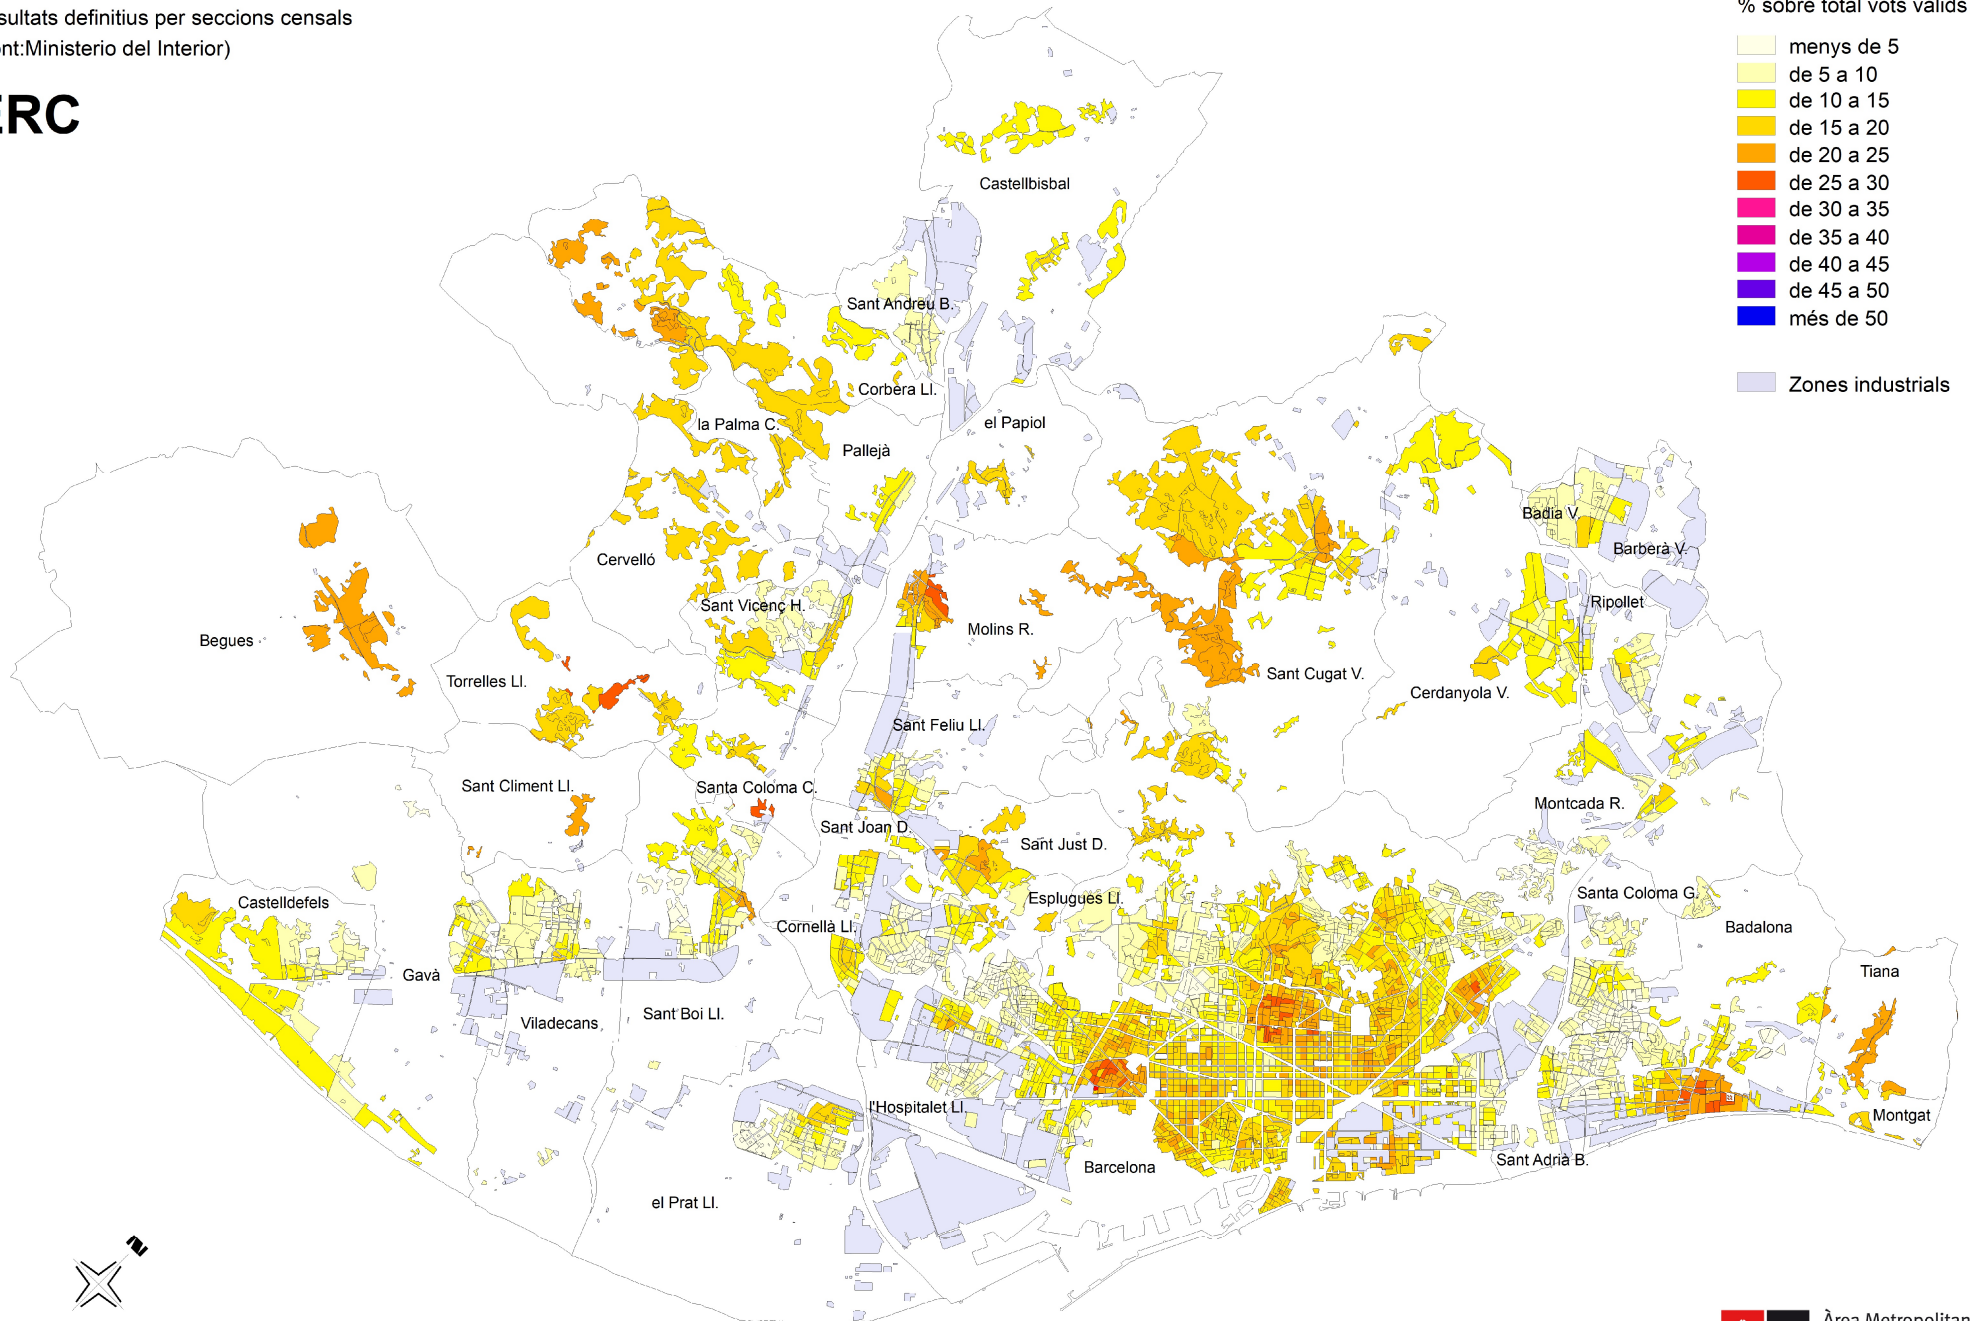 sultats definitius per seccions censals
nt:Ministerio del Interior)
ERC
% sobre total vots vàlids
menys de 5
de 5 a 10
de 10 a 15
de 15 a 20
de 20 a 25
de 25 a 30
de 30 a 35
de 35 a 40
de 40 a 45
de 45 a 50
més de 50
Zones industrials
Castellbisbal
Sant Andreu B.
Corbera Ll.
la Palma C.
el Papiol
Pallejà
Badia V.
Barberà V.
Cervelló
Sant Vicenç H.
Ripollet
Begues
Molins R.
Torrelles Ll.
Sant Cugat V.
Cerdanyola V.
Sant Feliu Ll.
Sant Climent Ll.
Santa Coloma C.
Montcada R.
Sant Joan D.
Sant Just D.
Castelldefels
Esplugues Ll.
Santa Coloma G.
Cornellà Ll.
Badalona
Gavà
Tiana
Viladecans
Sant Boi Ll.
l'Hospitalet Ll.
Montgat
Barcelona
Sant Adrià B.
el Prat Ll.
N
Àrea Metropolitan